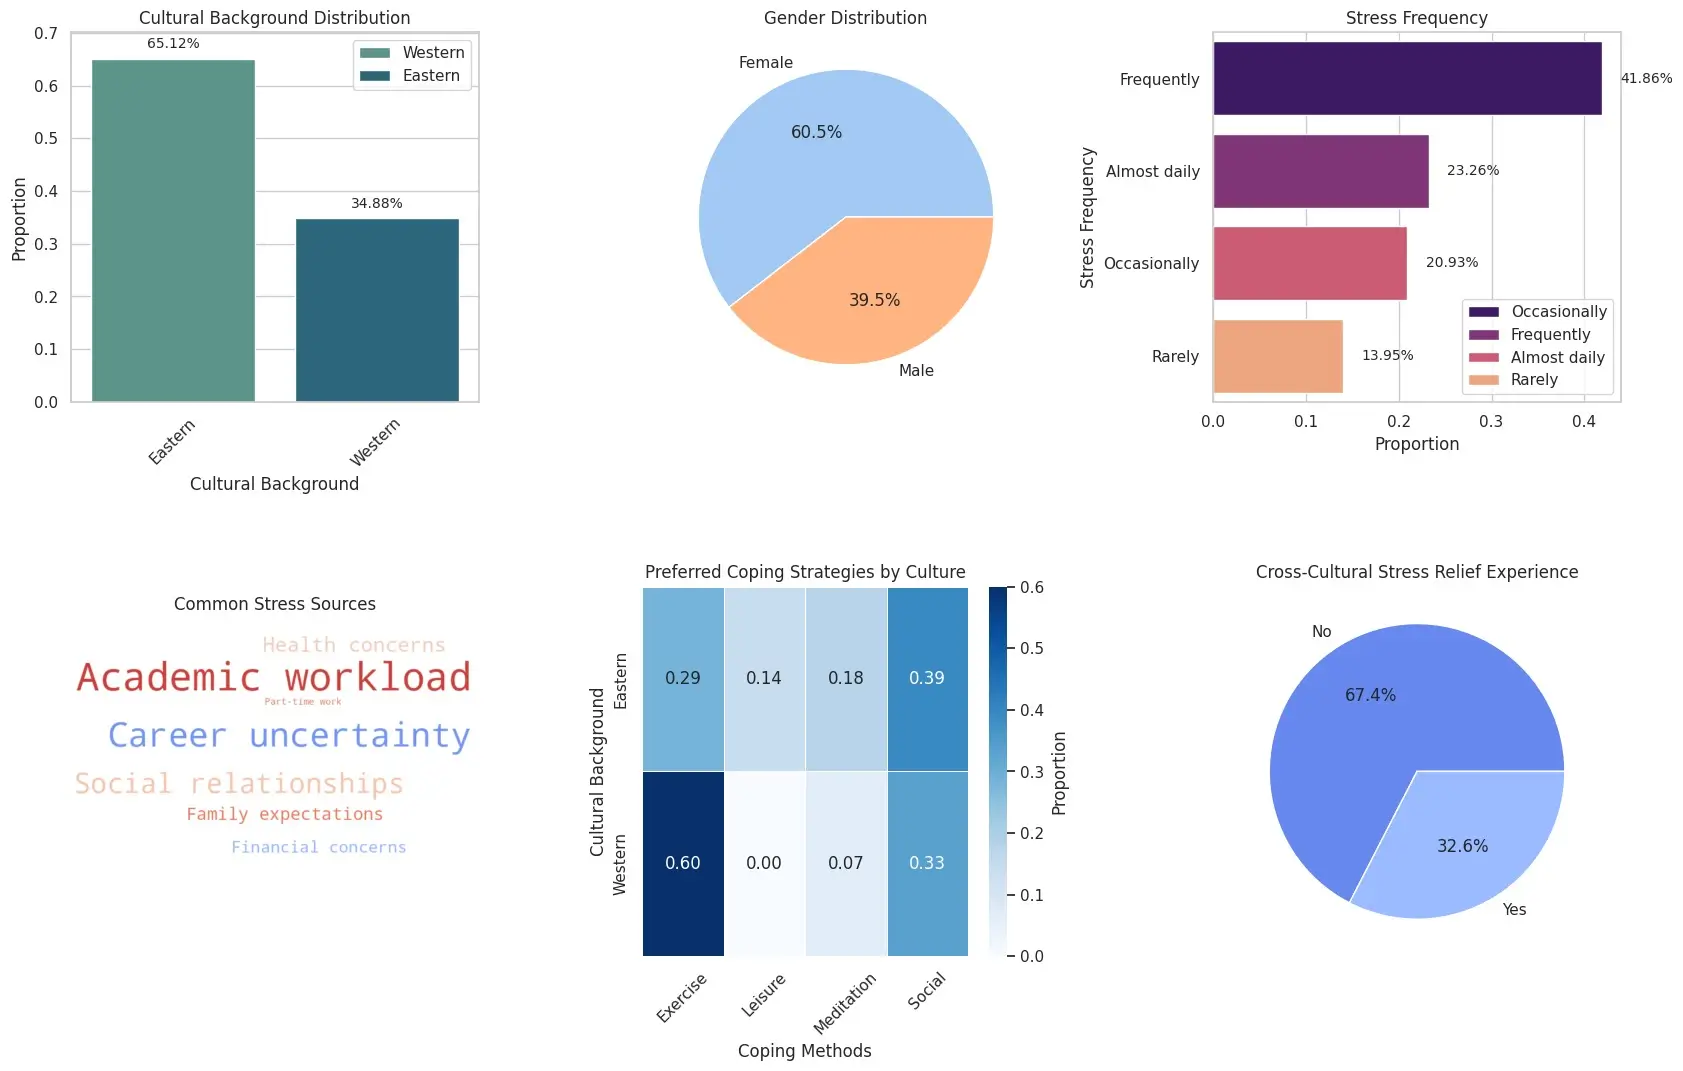 Cultural Background Distribution
0.7
0.6
0.5
0.4
0.3
0.2
0.1
0.0
Proportion
65.12%
34.88%
Western
Eastern
Eastern
Western
Cultural Background
Gender Distribution
Female
60.5%
39.5%
Male
Stress Frequency
Stress Frequency
Frequently
41.86%
Almost daily
23.26%
Occasionally
20.93%
Rarely
13.95%
Occasionally
Frequently
Almost daily
Rarely
0.0 0.1 0.2 0.3 0.4
Proportion
Common Stress Sources
Health concerns
Academic workload
Part-time work
Career uncertainty
Social relationships
Family expectations
Financial concerns
Preferred Coping Strategies by Culture
Cultural Background
Eastern
0.29 0.14 0.18 0.39
Western
0.60 0.00 0.07 0.33
Exercise Leisure Meditation Social
Coping Methods
0.6
0.5
0.4
0.3
0.2
0.1
0.0
Proportion
Cross-Cultural Stress Relief Experience
No
67.4%
32.6%
Yes